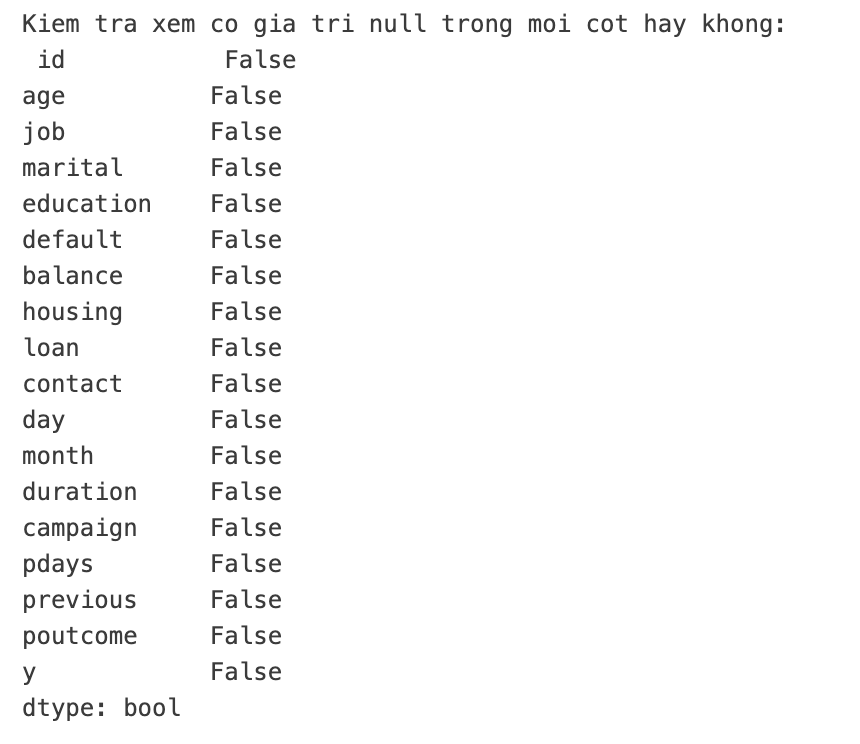 Kiem tra xem co gia tri null trong moi cot hay khong:
 id           False
age          False
job          False
marital      False
education    False
default      False
balance      False
housing      False
loan         False
contact      False
day          False
month        False
duration     False
campaign     False
pdays        False
previous     False
poutcome     False
y            False
dtype: bool